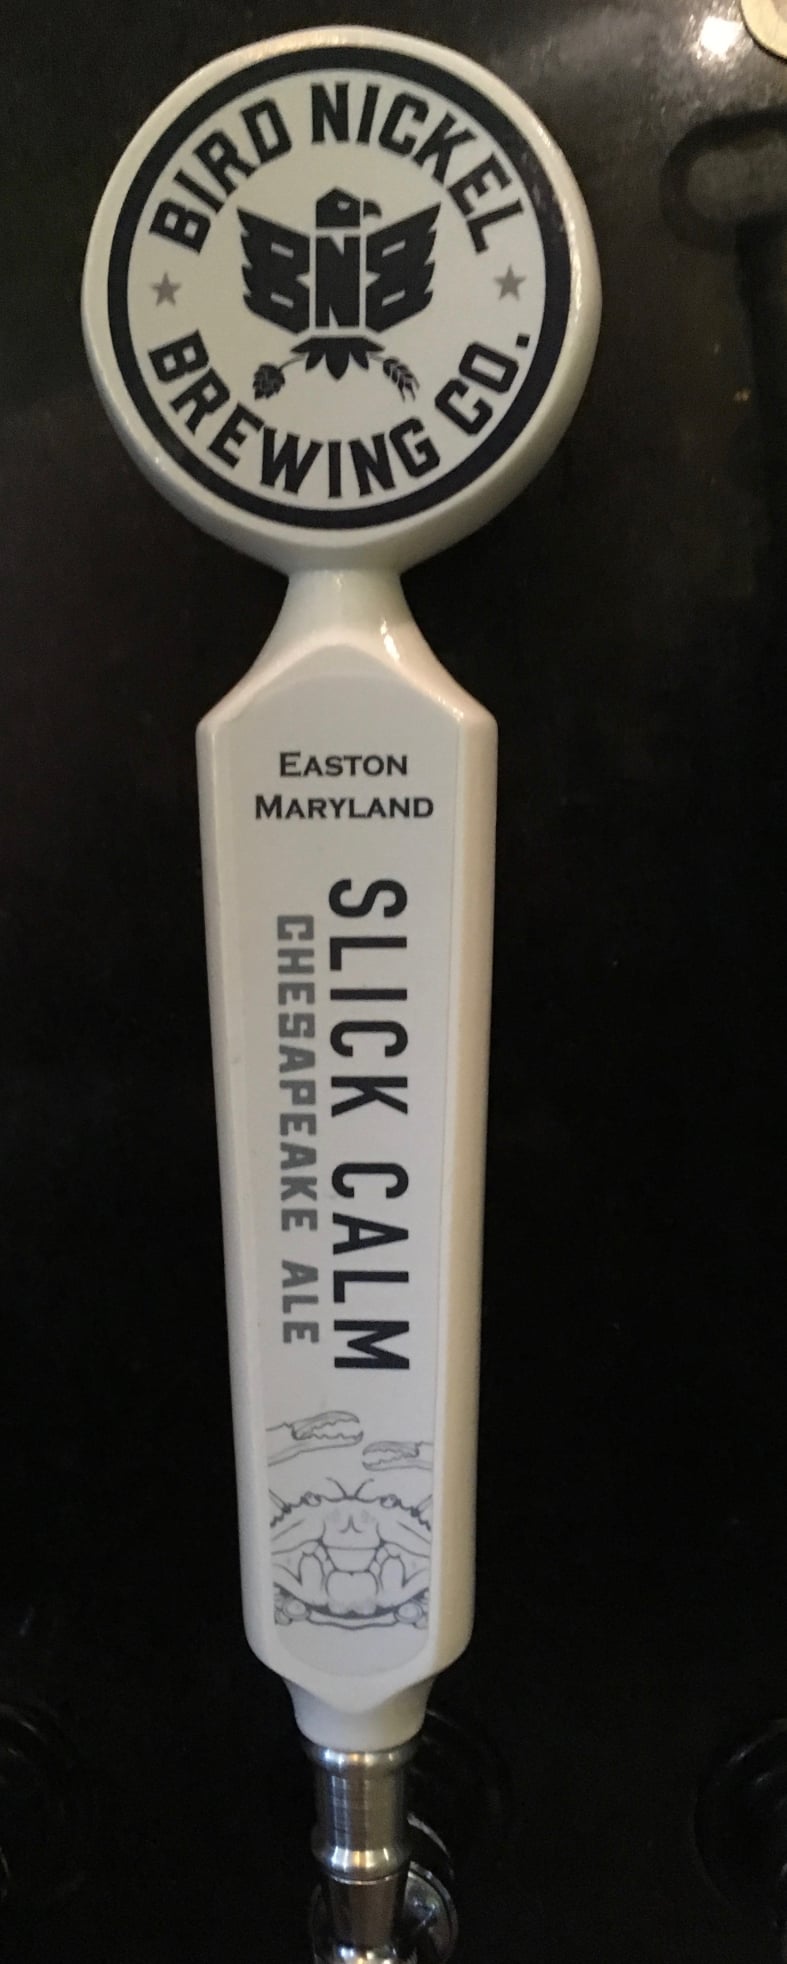 BIRD NICKEL
BNB
BREWING CO.
EASTON
MARYLAND
SLICK CALM
CHESAPEAKE ALE